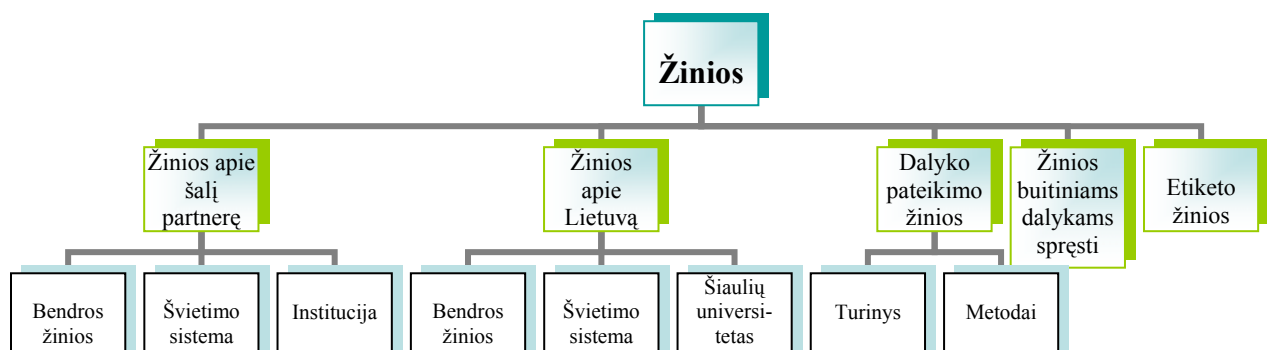 Žinios
Žinios apie
šalį
partnerę
Žinios
apie
Lietuvą
Dalyko
pateikimo
žinios
Žinios
buitiniams
dalykams
spręsti
Etiketo
žinios
Bendros
žinios
Švietimo
sistema
Institucija
Bendros
žinios
Švietimo
sistema
Šiaulių
universi-
tetas
Turinys
Metodai